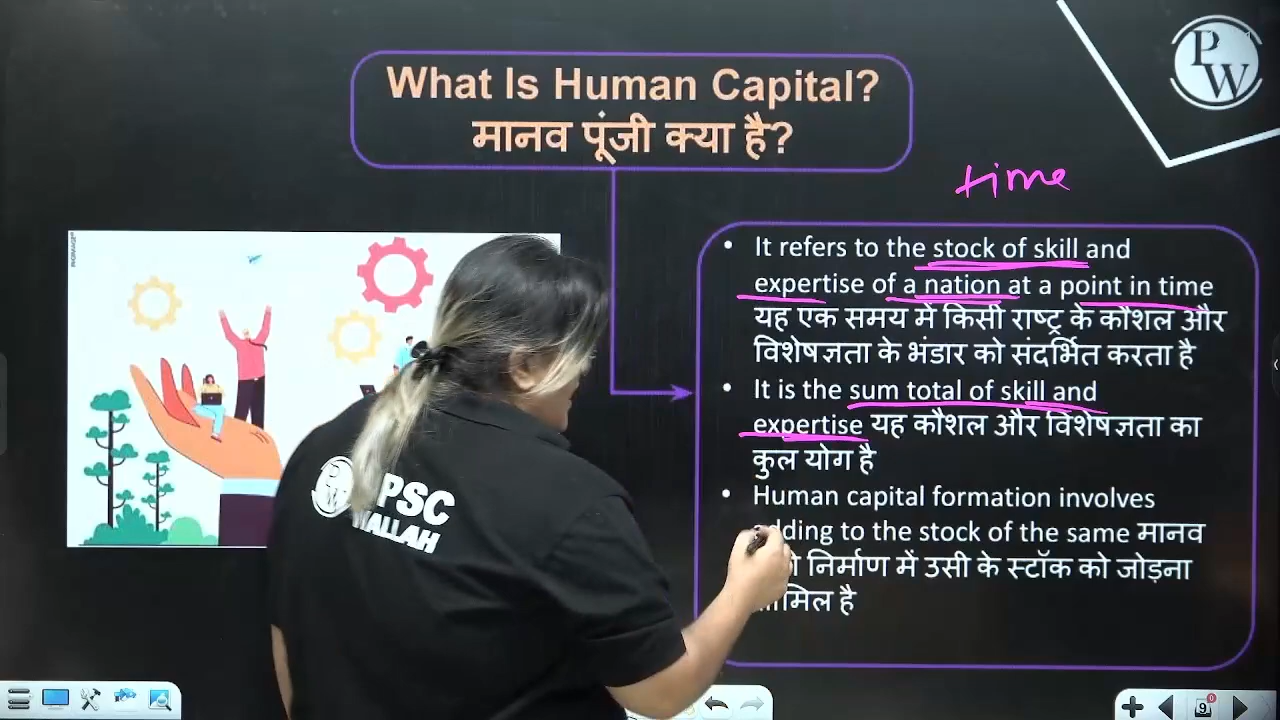 What Is Human Capital?
मानव पूंजी क्या है?
PW
time
• It refers to the stock of skill and
expertise of a nation at a point in time
यह एक समय में किसी राष्ट्र के कौशल और
विशेषज्ञता के भंडार को संदर्भित करता है
• It is the sum total of skill and
expertise यह कौशल और विशेषज्ञता का
कुल योग है
• Human capital formation involves
adding to the stock of the same मानव
निर्माण में उसी के स्टॉक को जोड़ना
है
PW PSC
WALLAH
9